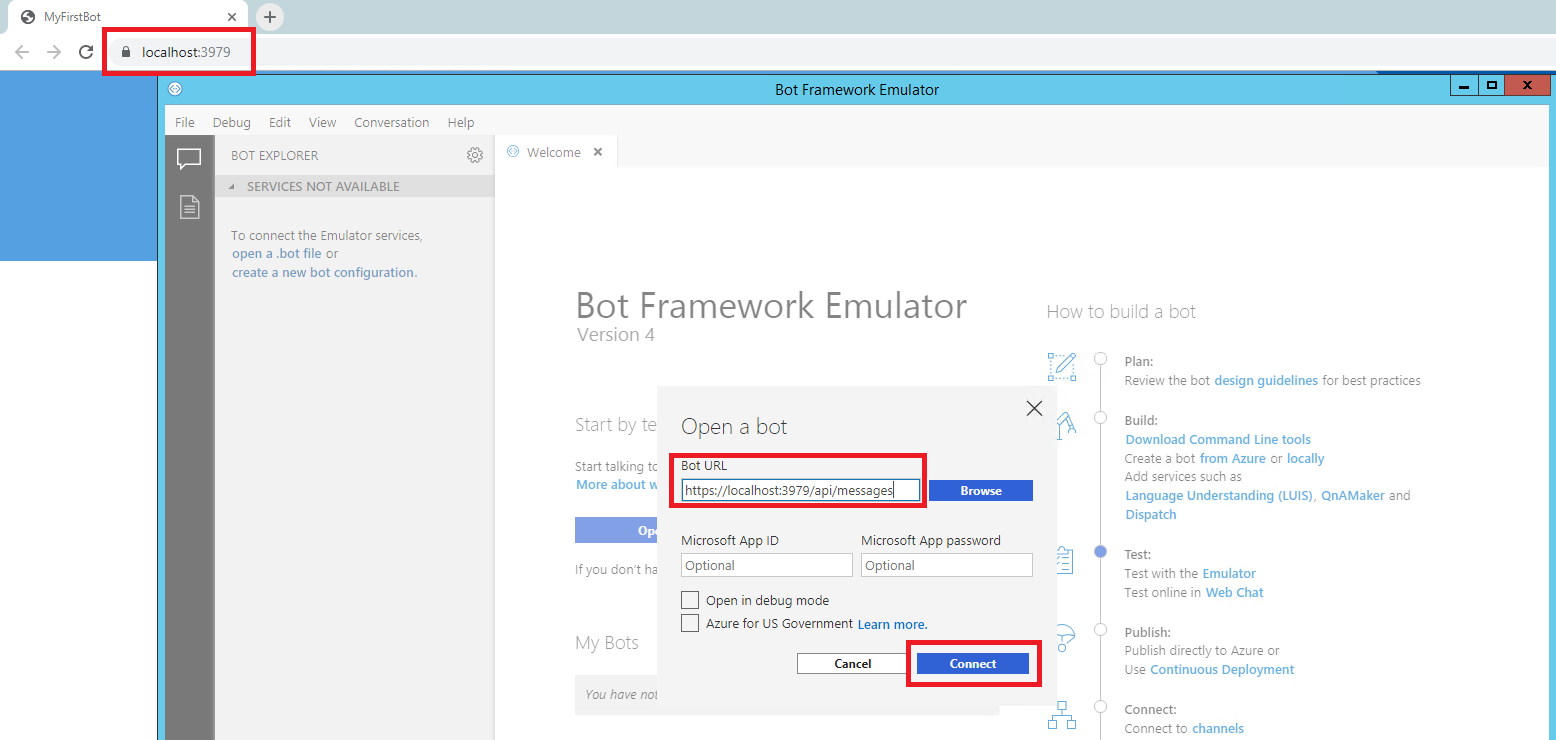 MyFirstBot
localhost:3979
Bot Framework Emulator
File Debug Edit View Conversation Help
BOT EXPLORER
Welcome
SERVICES NOT AVAILABLE
To connect the Emulator services,
open a .bot file or
create a new bot configuration.
Bot Framework Emulator
Version 4
Start by te
Start talking to
More about w
Ope
If you don't ha
My Bots
You have not
Open a bot
Bot URL
https://localhost:3979/api/messages
Browse
Microsoft App ID Microsoft App password
Optional Optional
Open in debug mode
Azure for US Government Learn more.
Cancel Connect
How to build a bot
Plan:
Review the bot design guidelines for best practices
Build:
Download Command Line tools
Create a bot from Azure or locally
Add services such as
Language Understanding (LUIS), QnAMaker and
Dispatch
Test:
Test with the Emulator
Test online in Web Chat
Publish:
Publish directly to Azure or
Use Continuous Deployment
Connect:
Connect to channels